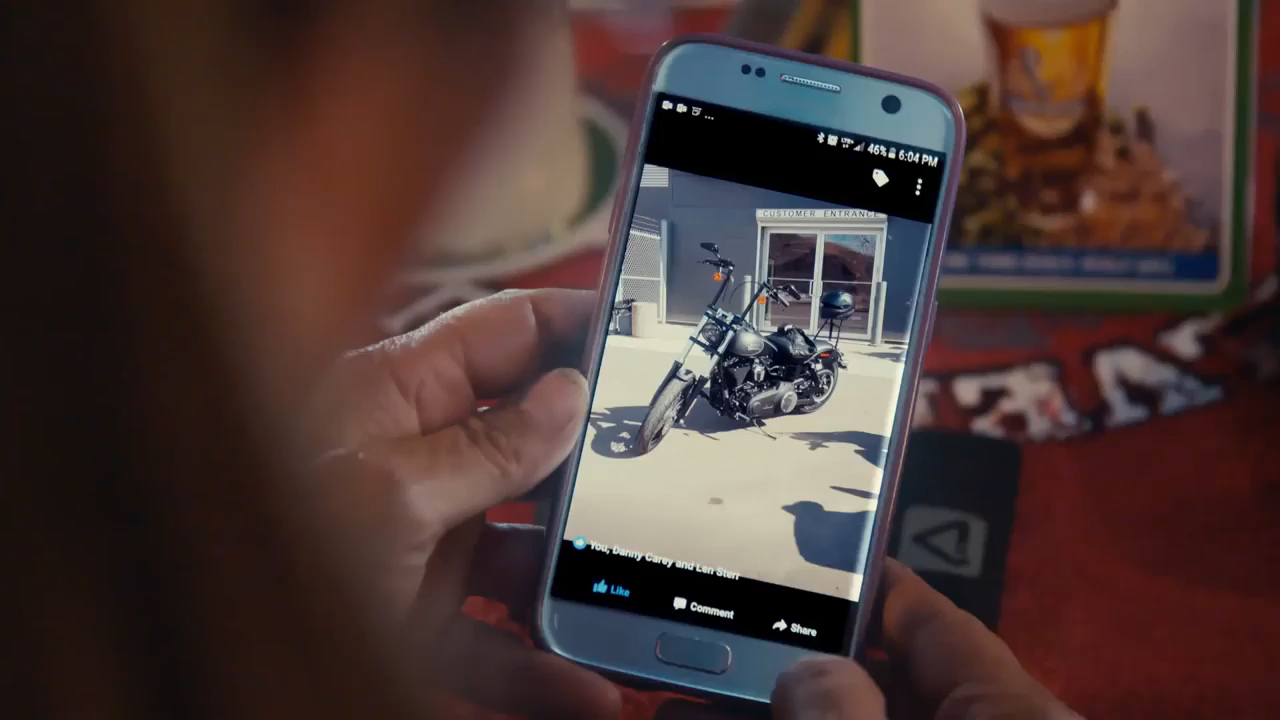 46% 6:04 PM
CUSTOMER ENTRANCE
You, Danny Carey and Len Sterr
Like
Comment
Share